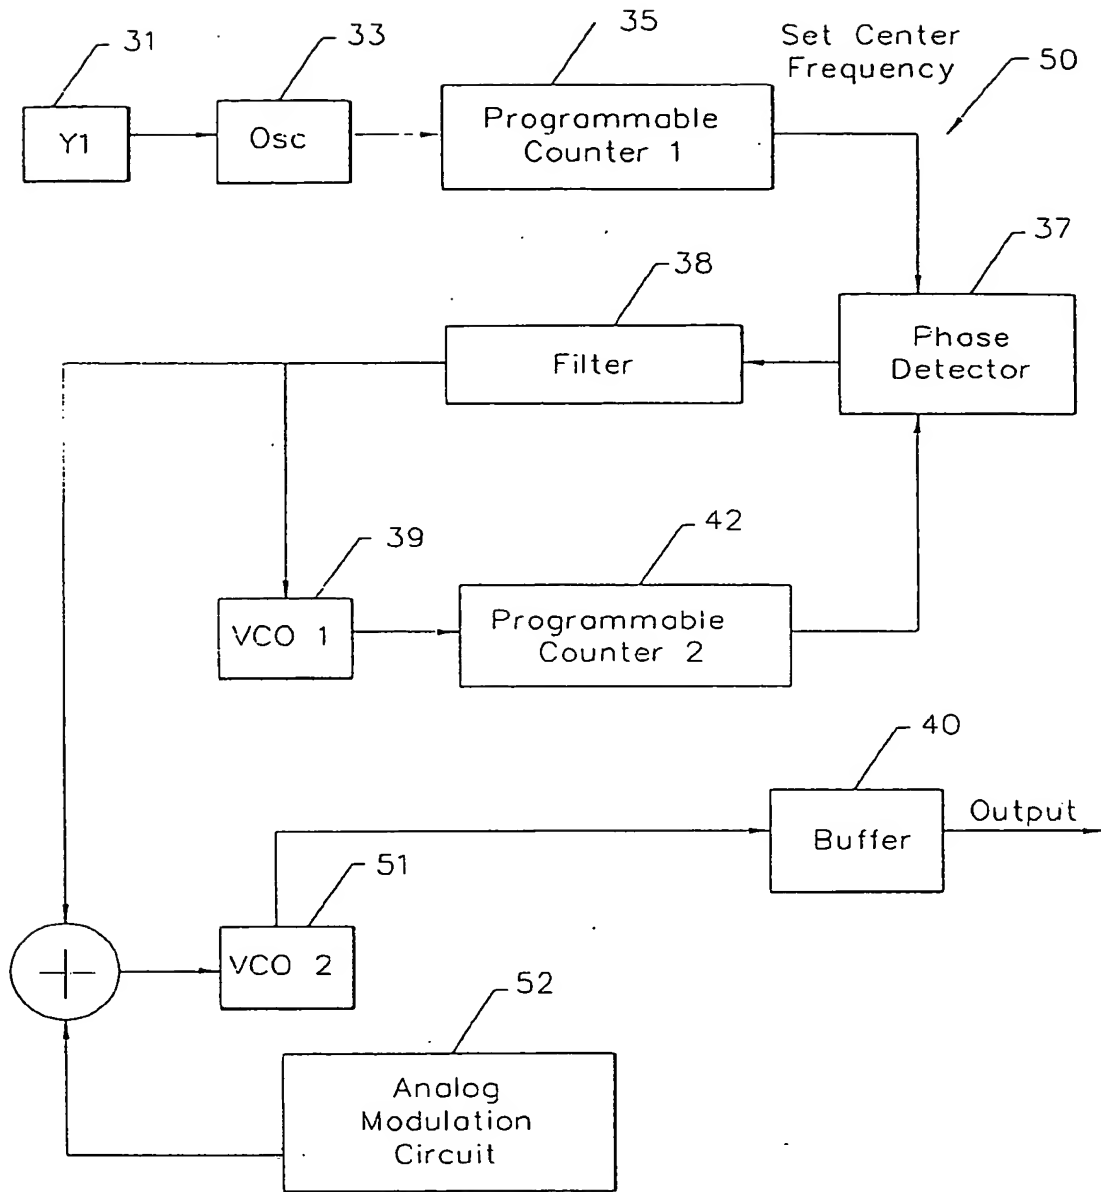 31
33
35
Set Center
Frequency
50
Y1
Osc
Programmable
Counter 1
37
38
Filter
Phase
Detector
39
42
VCO 1
Programmable
Counter 2
40
Buffer
Output
51
VCO 2
52
Analog
Modulation
Circuit